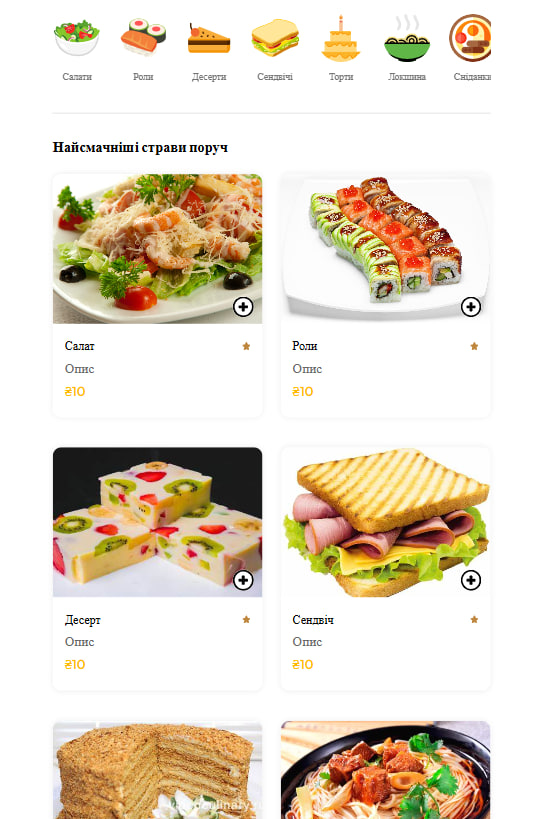 Салати Роли Десерти Сендвічі Торти Локшина
Найсмачніші страви поруч
Салат Роли
Опис Опис
₴10 ₴10
Десерт Сендвіч
Опис Опис
₴10 ₴10